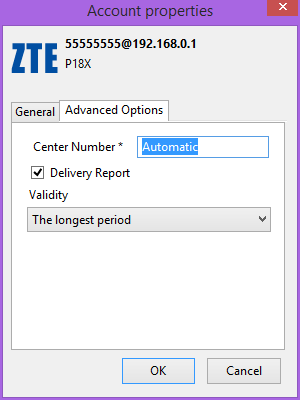 Account properties
ZTE
55555555@192.168.0.1
P18X
General
Advanced Options
Center Number *
Automatic
Delivery Report
Validity
The longest period
OK
Cancel